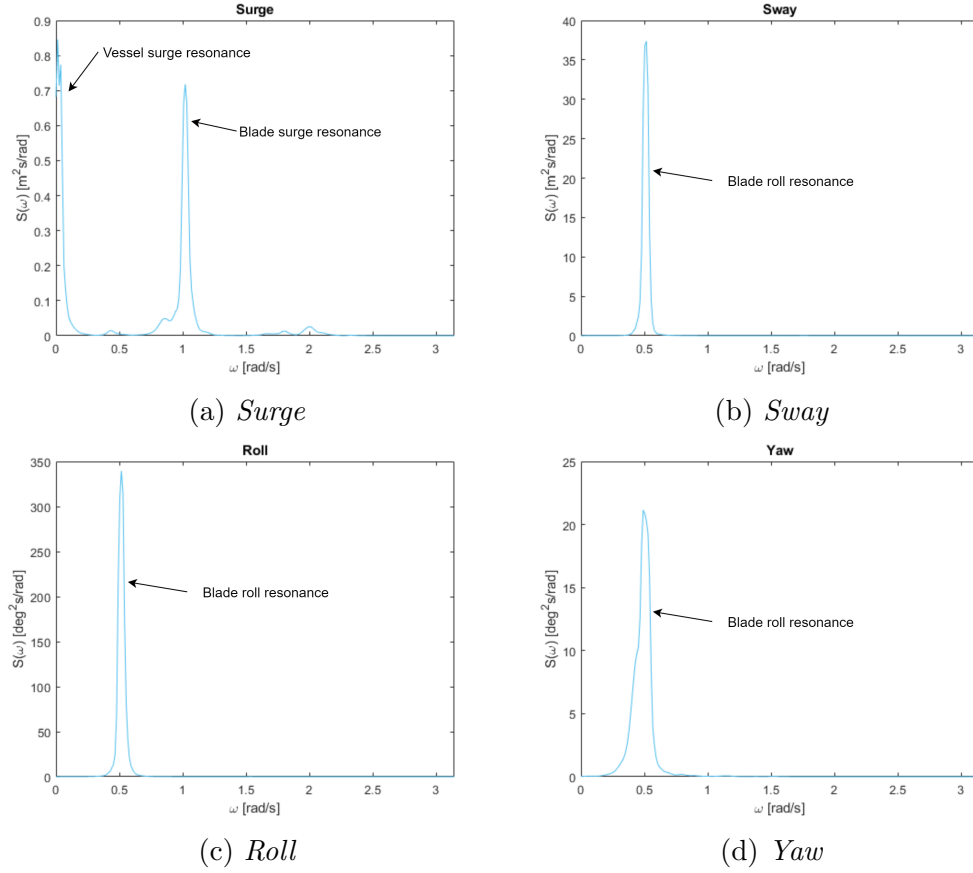 Surge
0.9
0.8
0.7
0.6
0.5
0.4
0.3
0.2
0.1
0
S(ω) [m²s/rad]
Vessel surge resonance
Blade surge resonance
0 0.5 1 1.5 2 2.5 3
ω [rad/s]
(a) Surge
Sway
40
35
30
25
20
15
10
5
0
S(ω) [m²s/rad]
Blade roll resonance
0 0.5 1 1.5 2 2.5 3
ω [rad/s]
(b) Sway
Roll
350
300
250
200
150
100
50
0
S(ω) [deg²s/rad]
Blade roll resonance
0 0.5 1 1.5 2 2.5 3
ω [rad/s]
(c) Roll
Yaw
25
20
15
10
5
0
S(ω) [deg²s/rad]
Blade roll resonance
0 0.5 1 1.5 2 2.5 3
ω [rad/s]
(d) Yaw